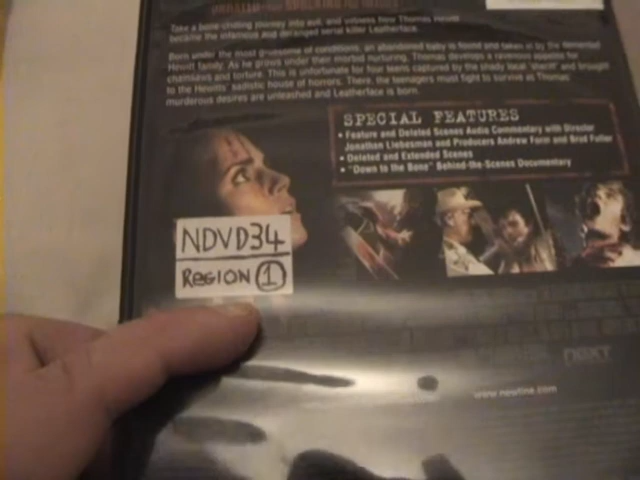 Take a bone-chilling journey into evil, and witness how Thomas Hewitt
became the infamous and deranged serial killer Leatherface.
Born under the most gruesome of conditions, an abandoned baby is found and taken in by the demented
Hewitt family. As he grows under their morbid nurturing, Thomas develops a ravenous appetite for
chainsaws and torture. This is unfortunate for four teens captured by the shady local 'sheriff' and brought
to the Hewitts' sadistic house of horrors. There, the teenagers must fight to survive as Thomas'
murderous desires are unleashed and Leatherface is born.
SPECIAL FEATURES
• Feature and Deleted Scenes Audio Commentary with Director
Jonathan Liebesman and Producers Andrew Form and Brad Fuller
• Deleted and Extended Scenes
• "Down to the Bone" Behind-the-Scenes Documentary
NDVD34
REGION 1
next
www.newline.com